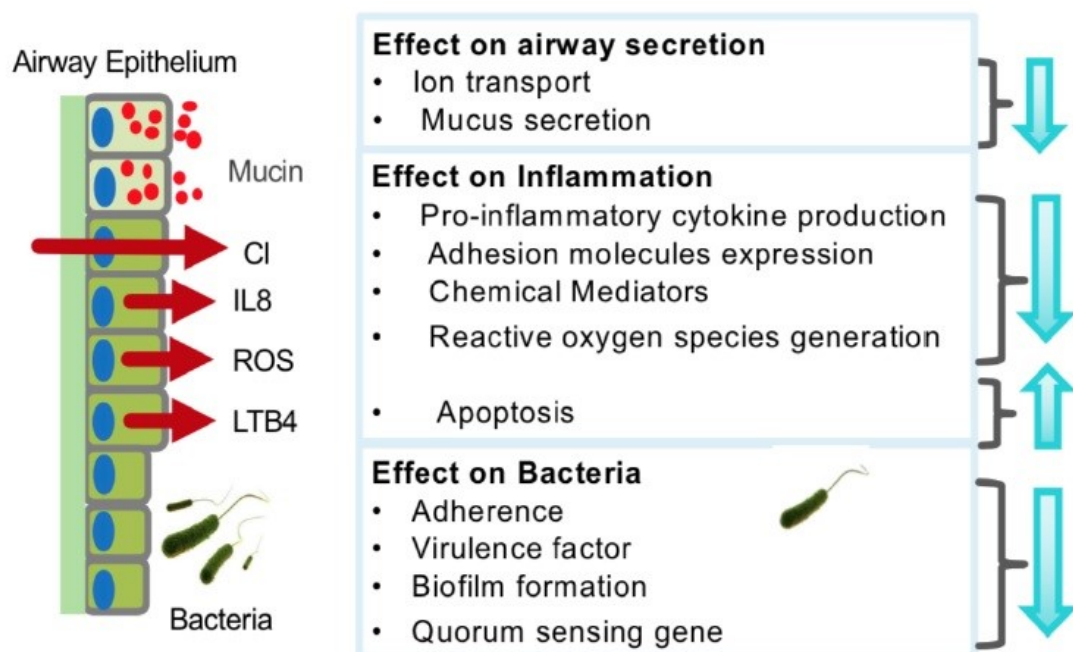 Airway Epithelium
Mucin
Cl
IL8
ROS
LTB4
Bacteria
Effect on airway secretion
• Ion transport
• Mucus secretion
Effect on Inflammation
• Pro-inflammatory cytokine production
• Adhesion molecules expression
• Chemical Mediators
• Reactive oxygen species generation
• Apoptosis
Effect on Bacteria
• Adherence
• Virulence factor
• Biofilm formation
• Quorum sensing gene